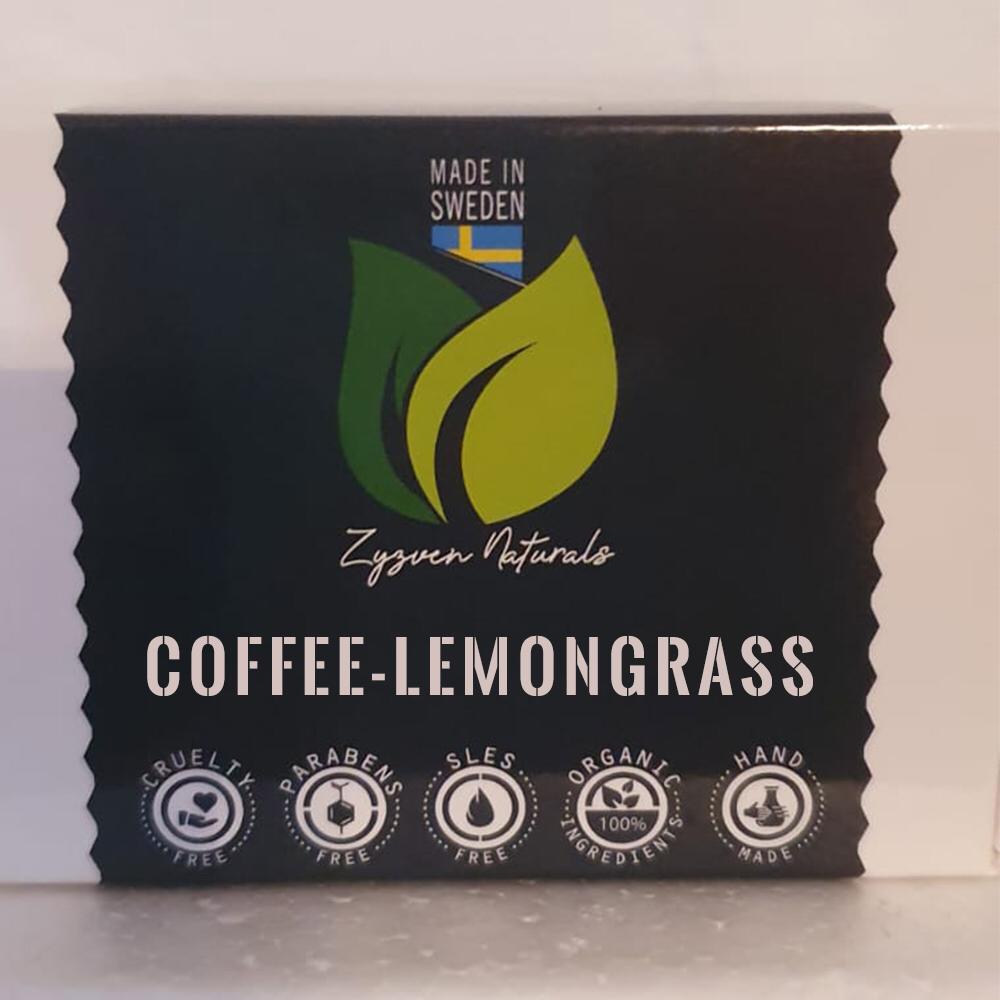 MADE IN
SWEDEN
Zyzven Naturals
COFFEE-LEMONGRASS
CRUELTY
FREE
PARABENS
FREE
SLES
FREE
ORGANIC
100%
INGREDIENTS
HAND
MADE